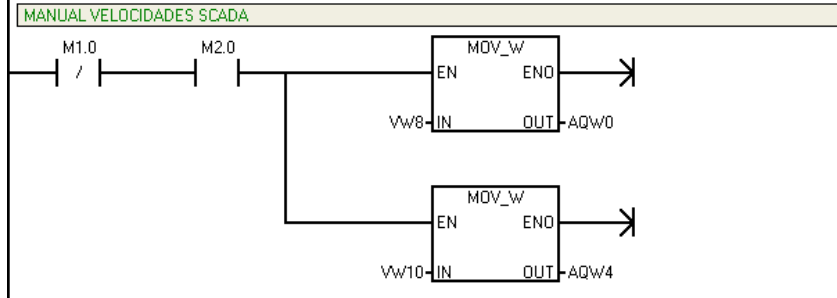 MANUAL VELOCIDADES SCADA
M1.0 M2.0 MOV_W
/ EN ENO
VW8 IN OUT AQW0
MOV_W
EN ENO
VW10 IN OUT AQW4